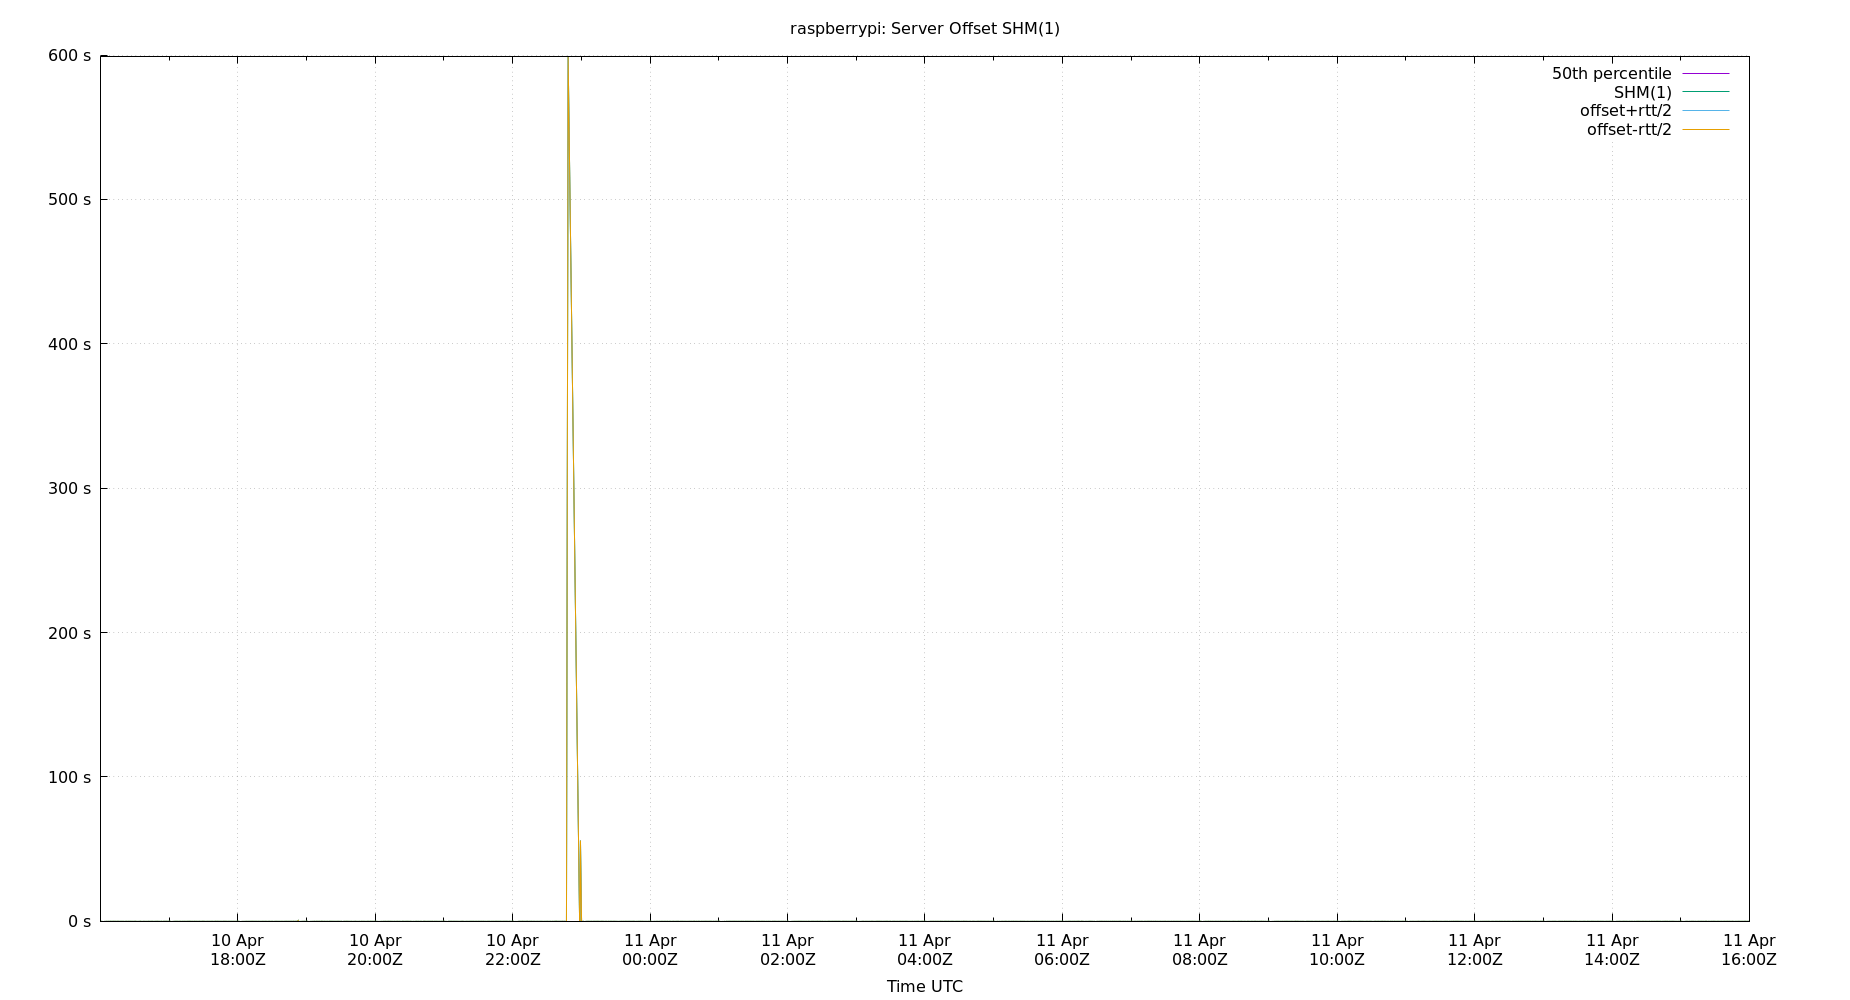 raspberrypi: Server Offset SHM(1)
600 s
50th percentile
SHM(1)
offset+rtt/2
offset-rtt/2
500 s
400 s
300 s
200 s
100 s
0 s
10 Apr 10 Apr 10 Apr 11 Apr 11 Apr 11 Apr 11 Apr 11 Apr 11 Apr 11 Apr 11 Apr 11 Apr
18:00Z 20:00Z 22:00Z 00:00Z 02:00Z 04:00Z 06:00Z 08:00Z 10:00Z 12:00Z 14:00Z 16:00Z
Time UTC